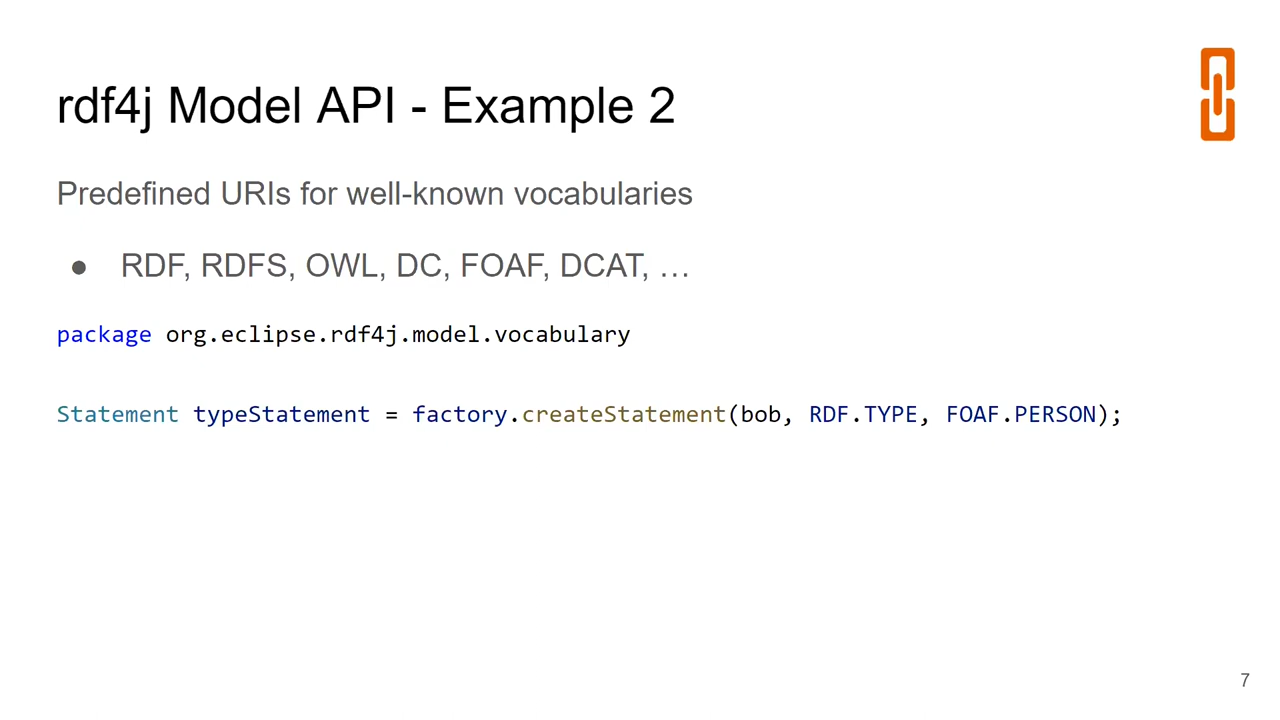 rdf4j Model API - Example 2
Predefined URIs for well-known vocabularies
● RDF, RDFS, OWL, DC, FOAF, DCAT, …
package org.eclipse.rdf4j.model.vocabulary
Statement typeStatement = factory.createStatement(bob, RDF.TYPE, FOAF.PERSON);
7